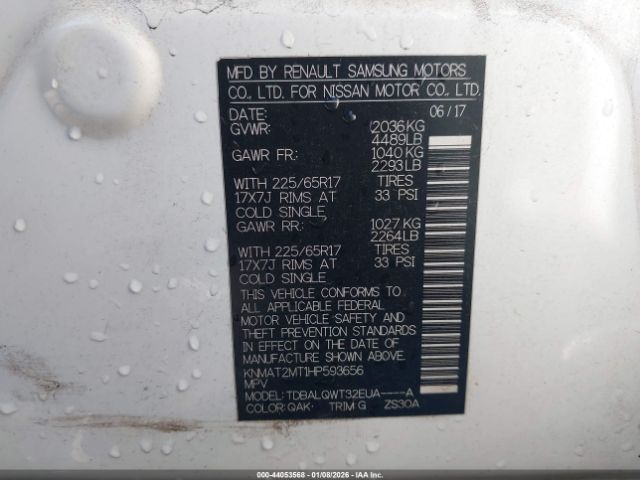 MFD BY RENAULT SAMSUNG MOTORS
CO., LTD. FOR NISSAN MOTOR CO., LTD.
DATE: 06/17
GVWR: 2036KG
4489LB
GAWR FR: 1040KG
2293LB
WITH 225/65R17 TIRES
17X7J RIMS AT 33 PSI
COLD SINGLE
GAWR RR: 1027KG
2264LB
WITH 225/65R17 TIRES
17X7J RIMS AT 33 PSI
COLD SINGLE
THIS VEHICLE CONFORMS TO
ALL APPLICABLE FEDERAL
MOTOR VEHICLE SAFETY AND
THEFT PREVENTION STANDARD
IN EFFECT ON THE DATE OF
MANUFACTURE SHOWN ABOVE.
KNMAT2MT1HP593656
MPV
MODEL: TDBALQWT32EUA----A
COLOR: QAK TRIM G ZS30A
000-44053568 | 01/08/2026 - IAA Inc.